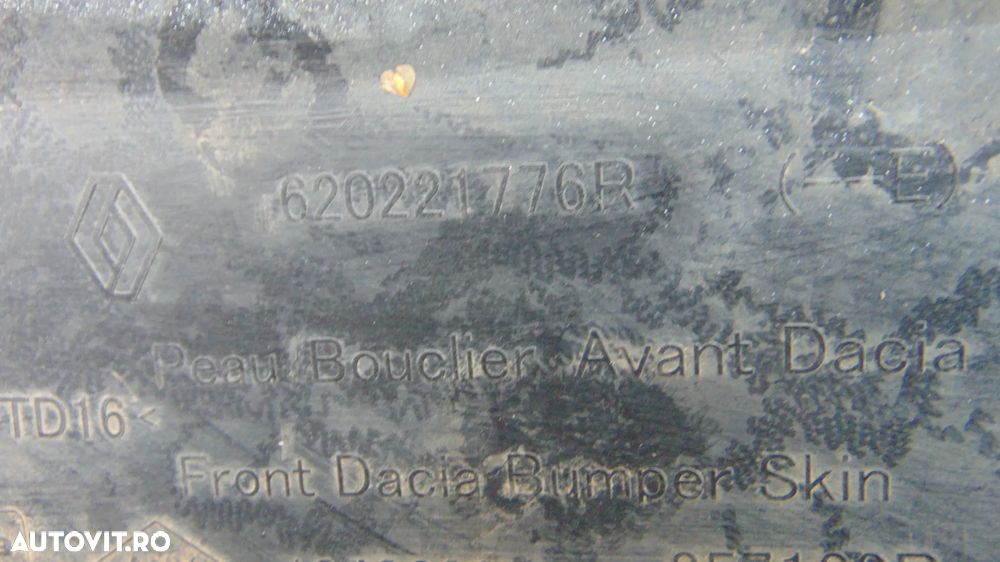 620221776R (-E)
Peau Bouclier Avant Dacia
TD16<
Front Dacia Bumper Skin
AUTOVIT.RO